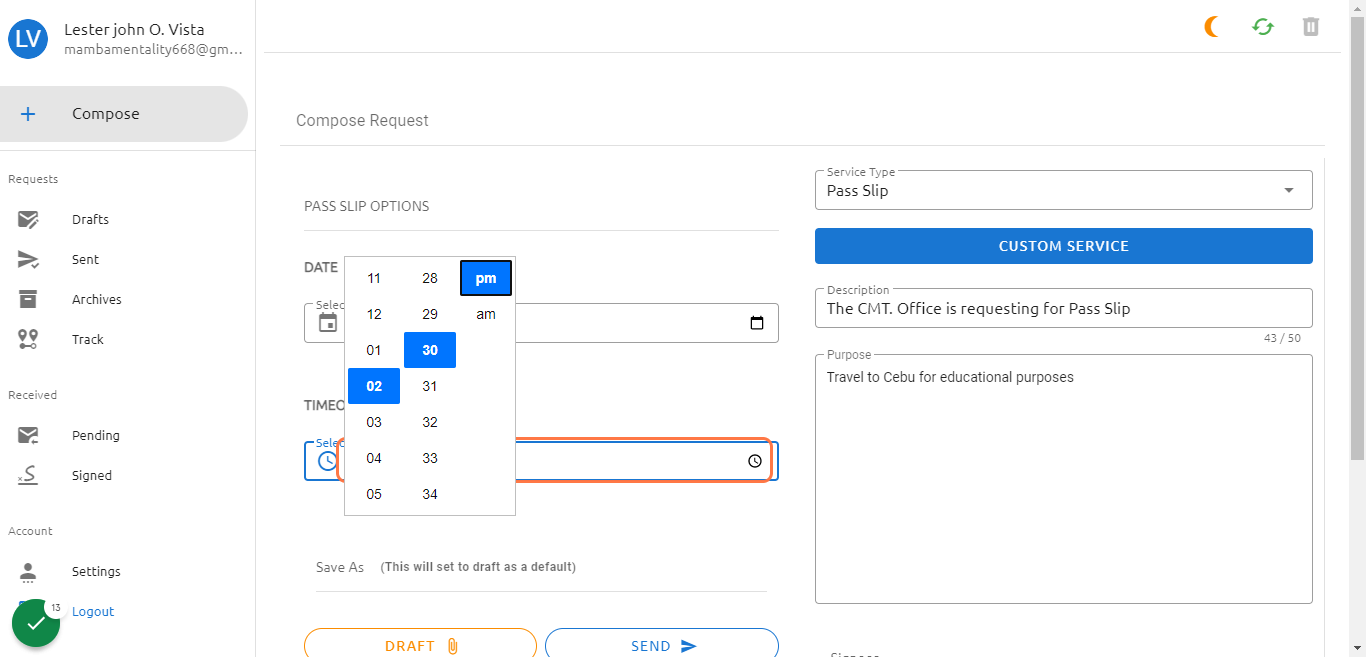 LV
Lester john O. Vista
mambamentality668@gm...
Compose
Requests
Drafts
Sent
Archives
Track
Received
Pending
Signed
Account
Settings
13
Logout
Compose Request
PASS SLIP OPTIONS
DATE
Selec
TIMEO
Selec
11 28 pm
12 29 am
01 30
02 31
03 32
04 33
05 34
Save As (This will set to draft as a default)
DRAFT
SEND
Service Type
Pass Slip
CUSTOM SERVICE
Description
The CMT. Office is requesting for Pass Slip
43 / 50
Purpose
Travel to Cebu for educational purposes